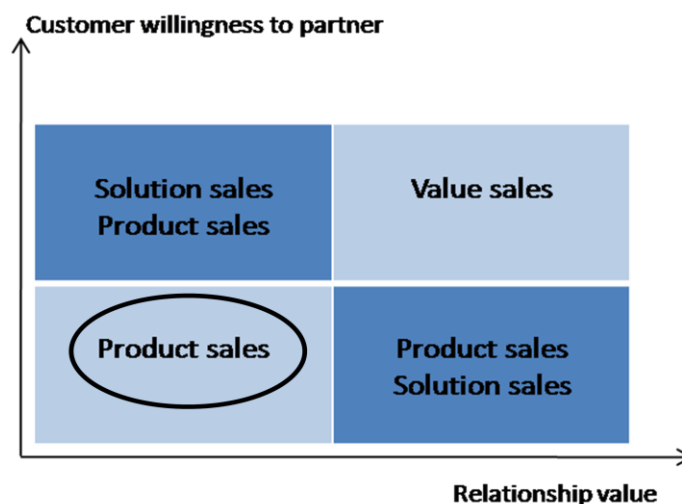 Customer willingness to partner
Solution sales
Product sales
Value sales
Product sales
Product sales
Solution sales
Relationship value